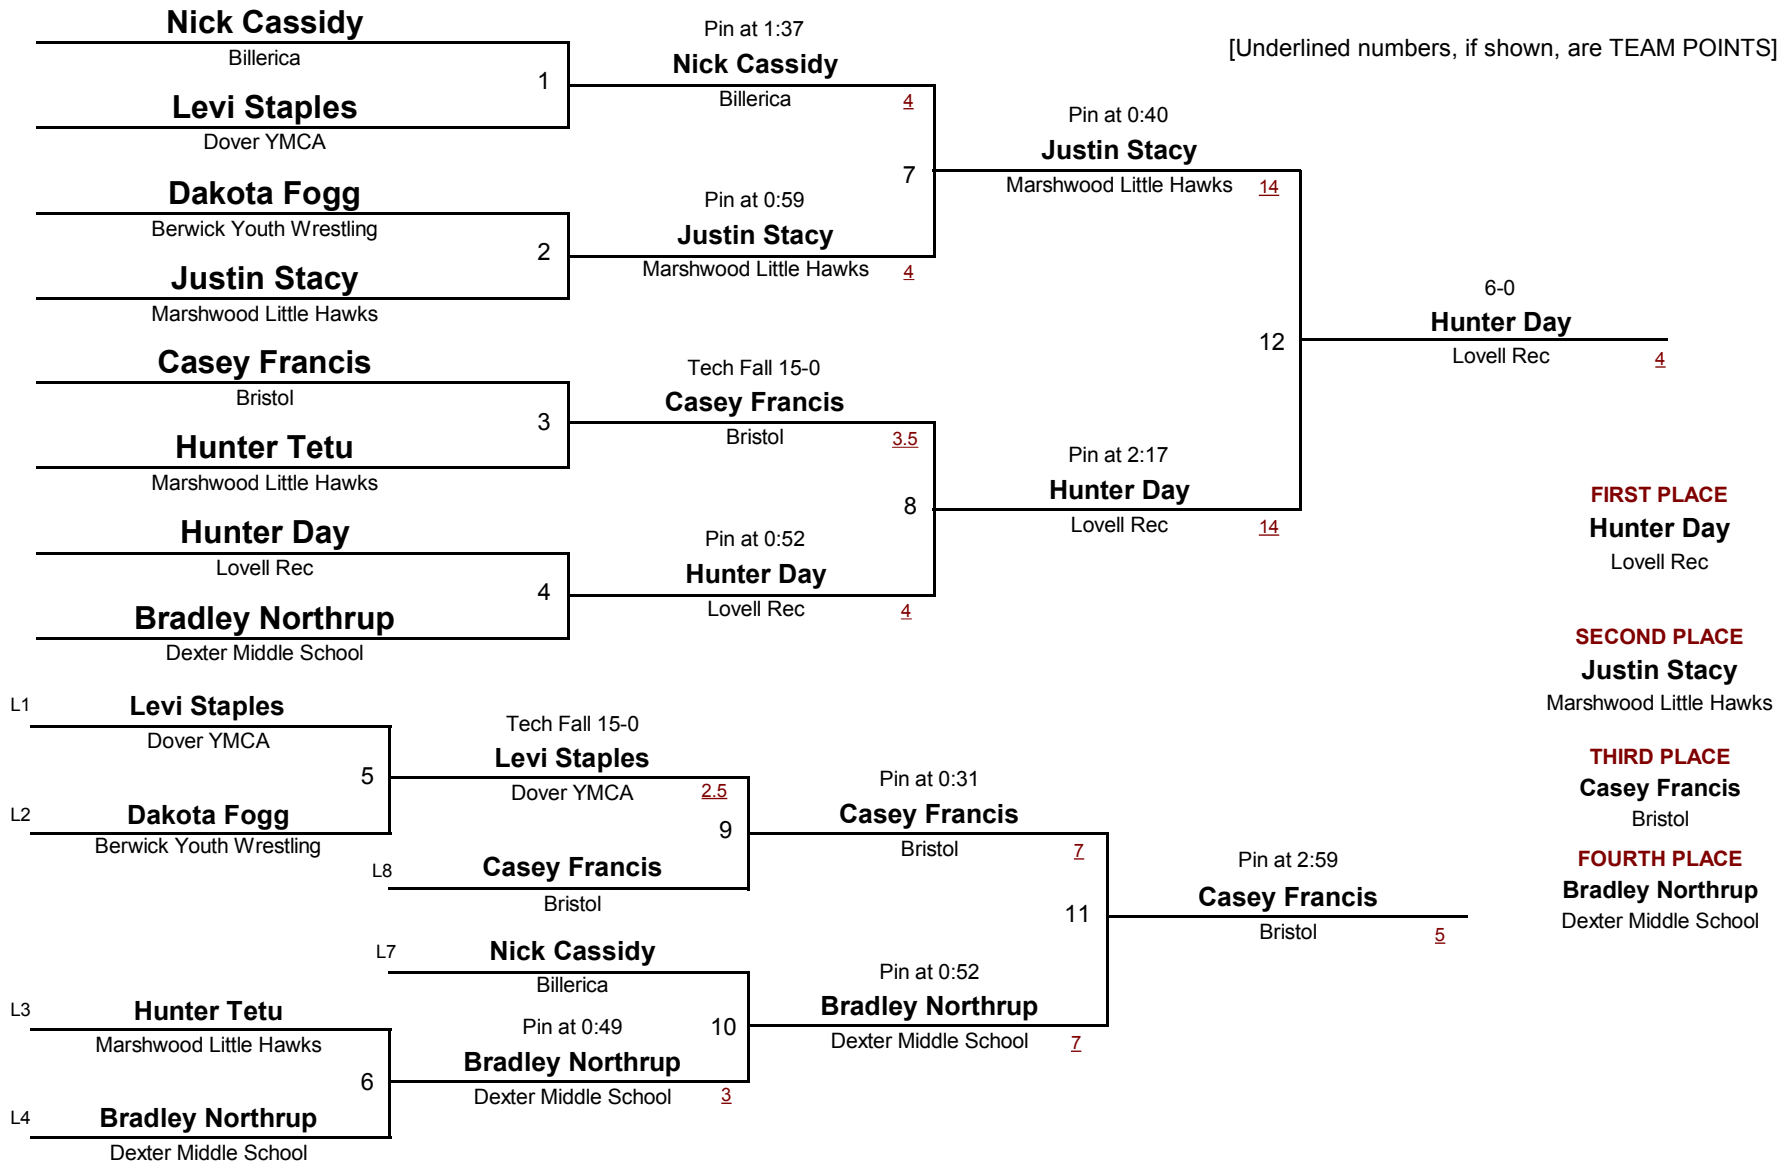 [Underlined numbers, if shown, are TEAM POINTS]
Nick Cassidy
Billerica
1
Levi Staples
Dover YMCA
Dakota Fogg
Berwick Youth Wrestling
2
Justin Stacy
Marshwood Little Hawks
Casey Francis
Bristol
3
Hunter Tetu
Marshwood Little Hawks
Hunter Day
Lovell Rec
4
Bradley Northrup
Dexter Middle School
Pin at 1:37
Nick Cassidy
Billerica 4
7
Pin at 0:59
Justin Stacy
Marshwood Little Hawks 4
Tech Fall 15-0
Casey Francis
Bristol 3.5
8
Pin at 0:52
Hunter Day
Lovell Rec 4
Pin at 0:40
Justin Stacy
Marshwood Little Hawks 14
12
Pin at 2:17
Hunter Day
Lovell Rec 14
6-0
Hunter Day
Lovell Rec 4
FIRST PLACE
Hunter Day
Lovell Rec
SECOND PLACE
Justin Stacy
Marshwood Little Hawks
THIRD PLACE
Casey Francis
Bristol
FOURTH PLACE
Bradley Northrup
Dexter Middle School
L1 Levi Staples
Dover YMCA
5
L2 Dakota Fogg
Berwick Youth Wrestling
Tech Fall 15-0
Levi Staples
Dover YMCA 2.5
9
L8 Casey Francis
Bristol
L7 Nick Cassidy
Billerica
10
Pin at 0:49
Bradley Northrup
Dexter Middle School 3
L3 Hunter Tetu
Marshwood Little Hawks
6
L4 Bradley Northrup
Dexter Middle School
Pin at 0:31
Casey Francis
Bristol 7
11
Pin at 0:52
Bradley Northrup
Dexter Middle School 7
Pin at 2:59
Casey Francis
Bristol 5